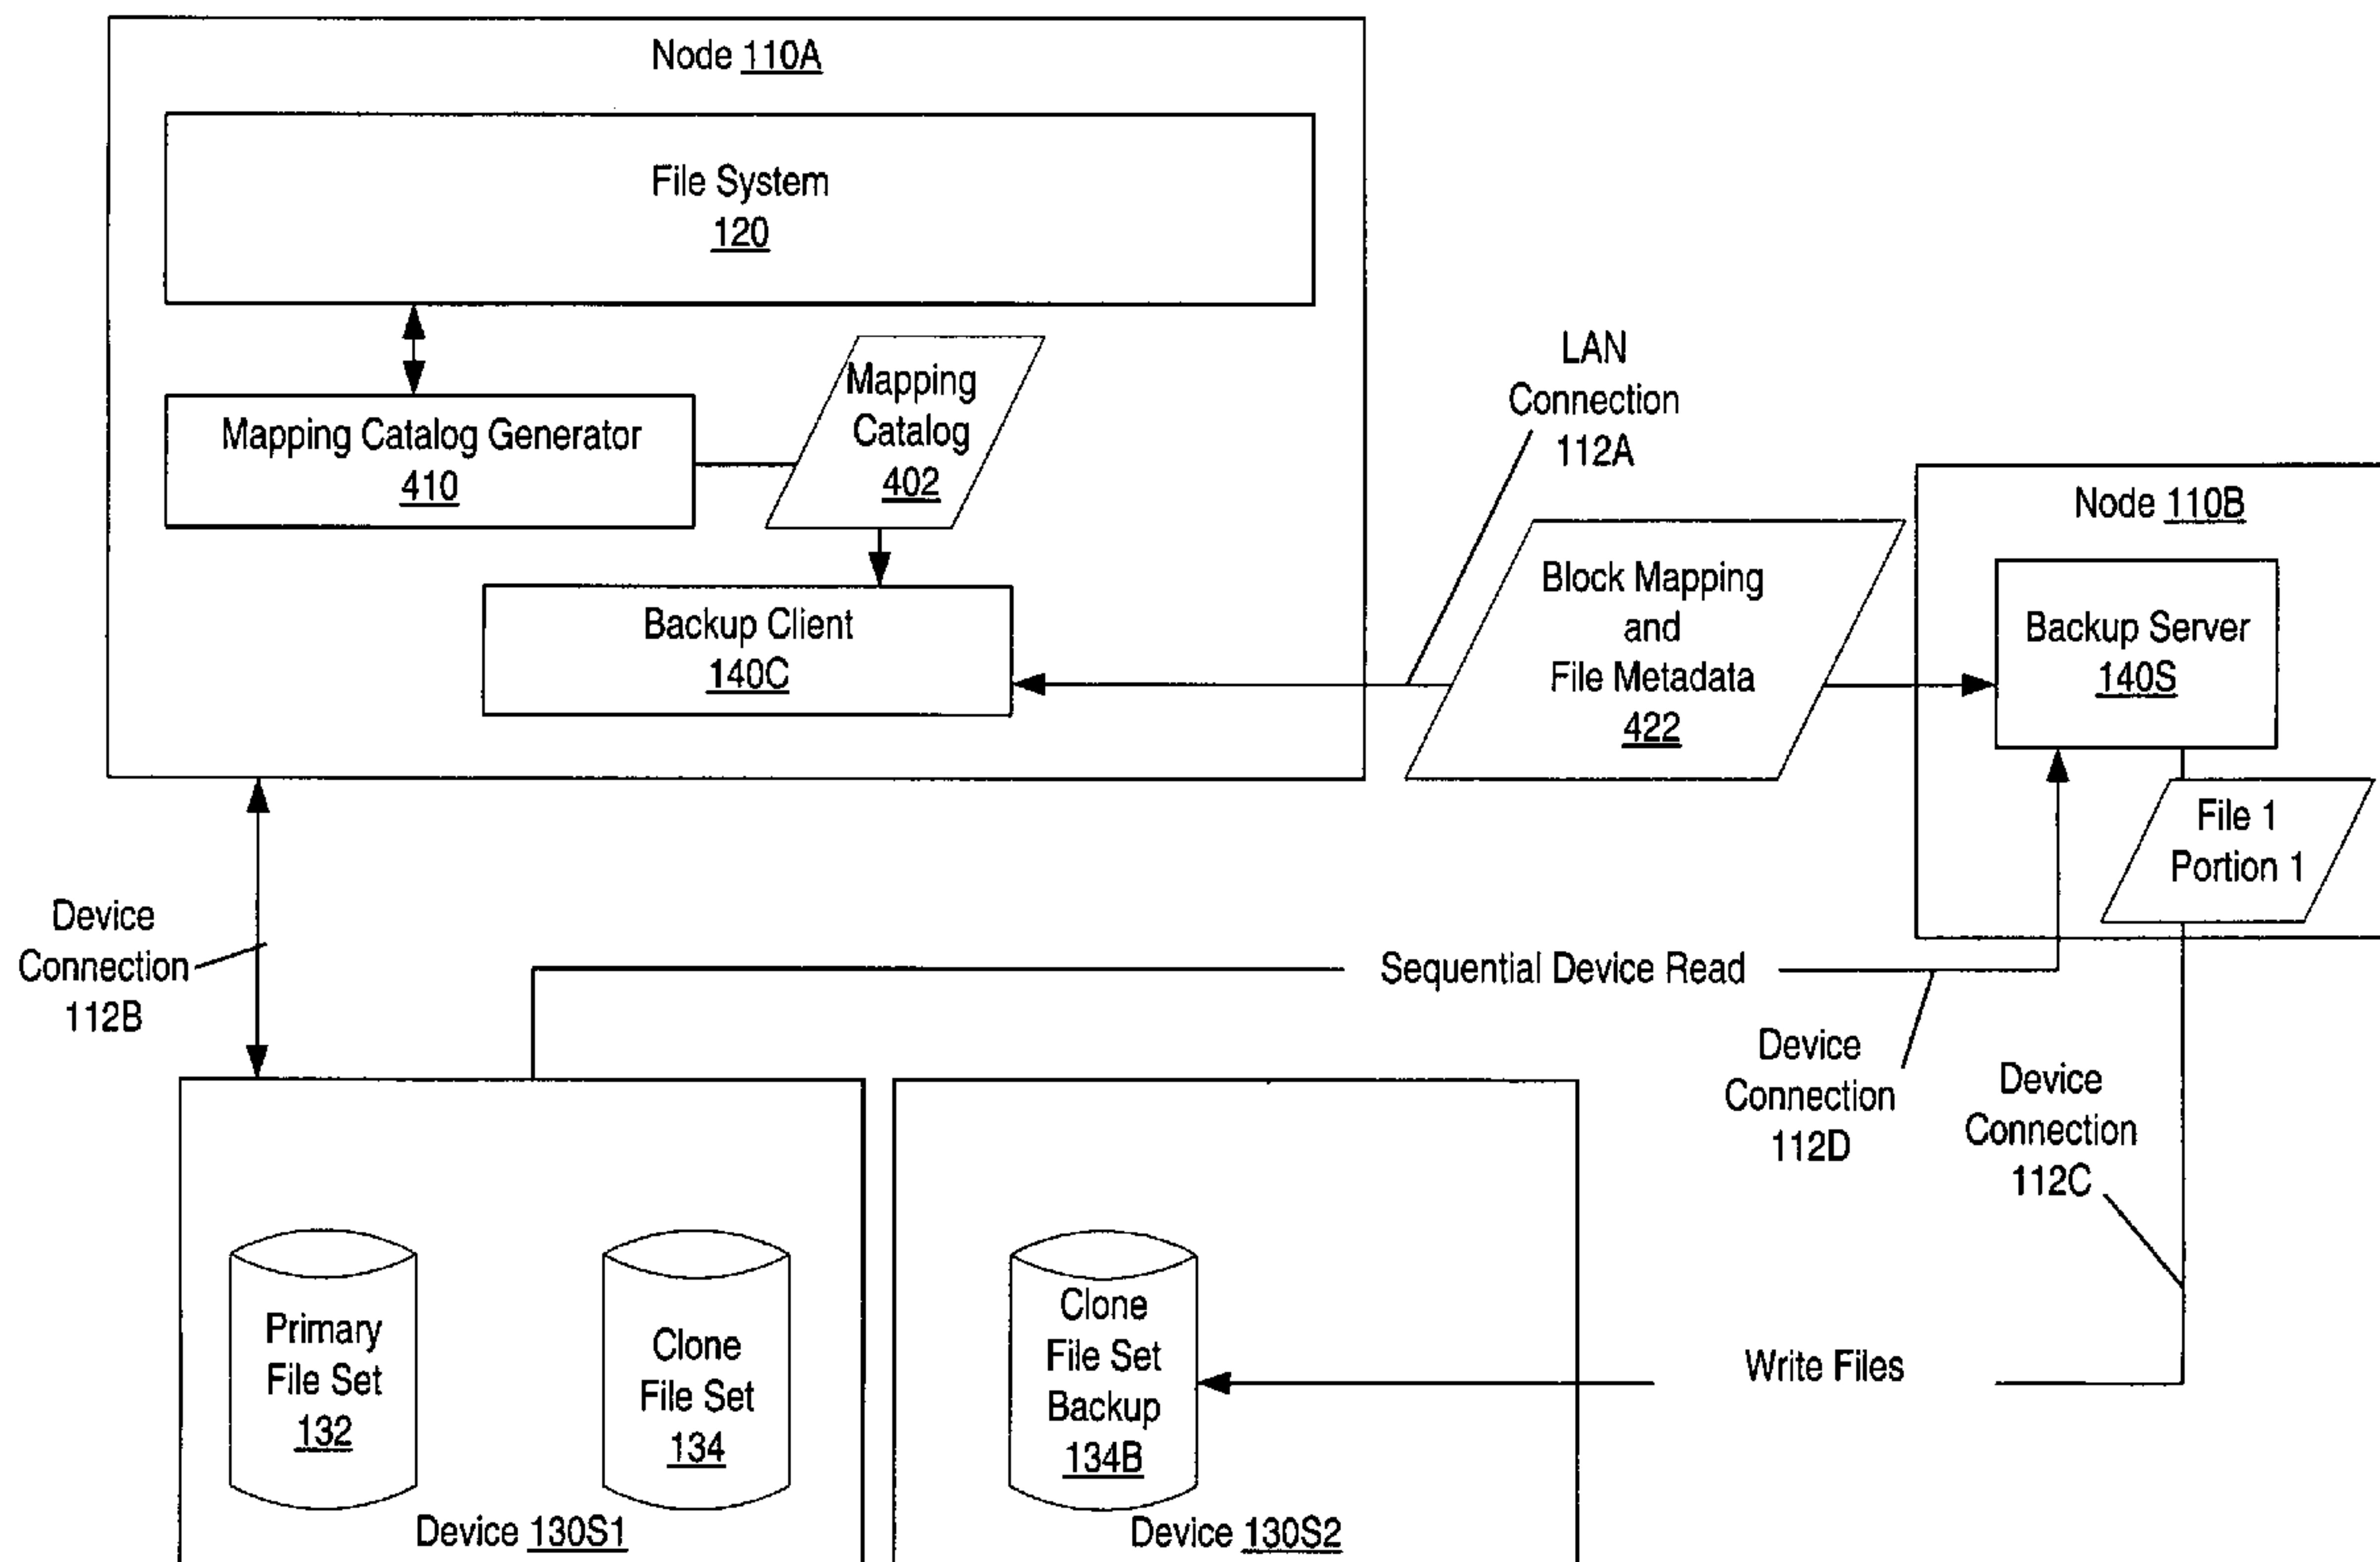 Node 110A
File System
120
Mapping Catalog Generator
410
Mapping
Catalog
402
Backup Client
140C
LAN
Connection
112A
Block Mapping
and
File Metadata
422
Node 110B
Backup Server
140S
File 1
Portion 1
Device
Connection
112B
Sequential Device Read
Device
Connection
112D
Device
Connection
112C
Primary
File Set
132
Clone
File Set
134
Device 130S1
Clone
File Set
Backup
134B
Device 130S2
Write Files